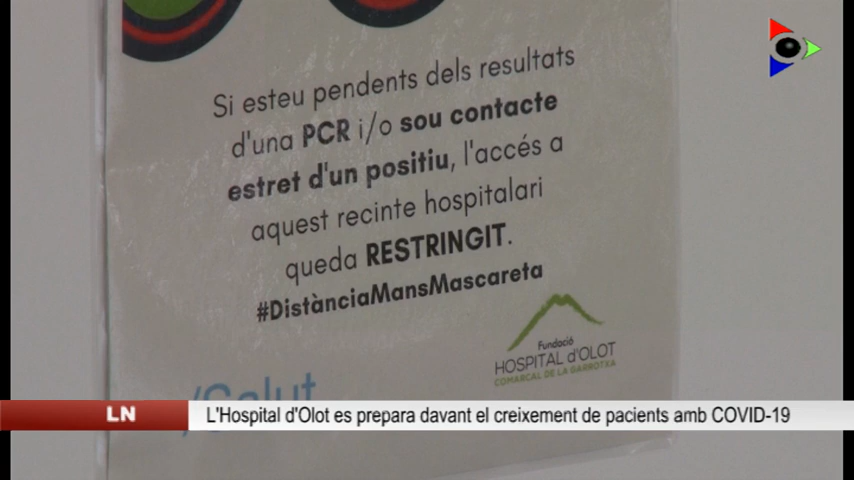 Si esteu pendents dels resultats
d'una PCR i/o sou contacte
estret d'un positiu, l'accés a
aquest recinte hospitalari
queda RESTRINGIT.
#DistànciaMansMascareta
Fundació
HOSPITAL d'OLOT
COMARCAL DE LA GARROTXA
/Salut
LN L'Hospital d'Olot es prepara davant el creixement de pacients amb COVID-19